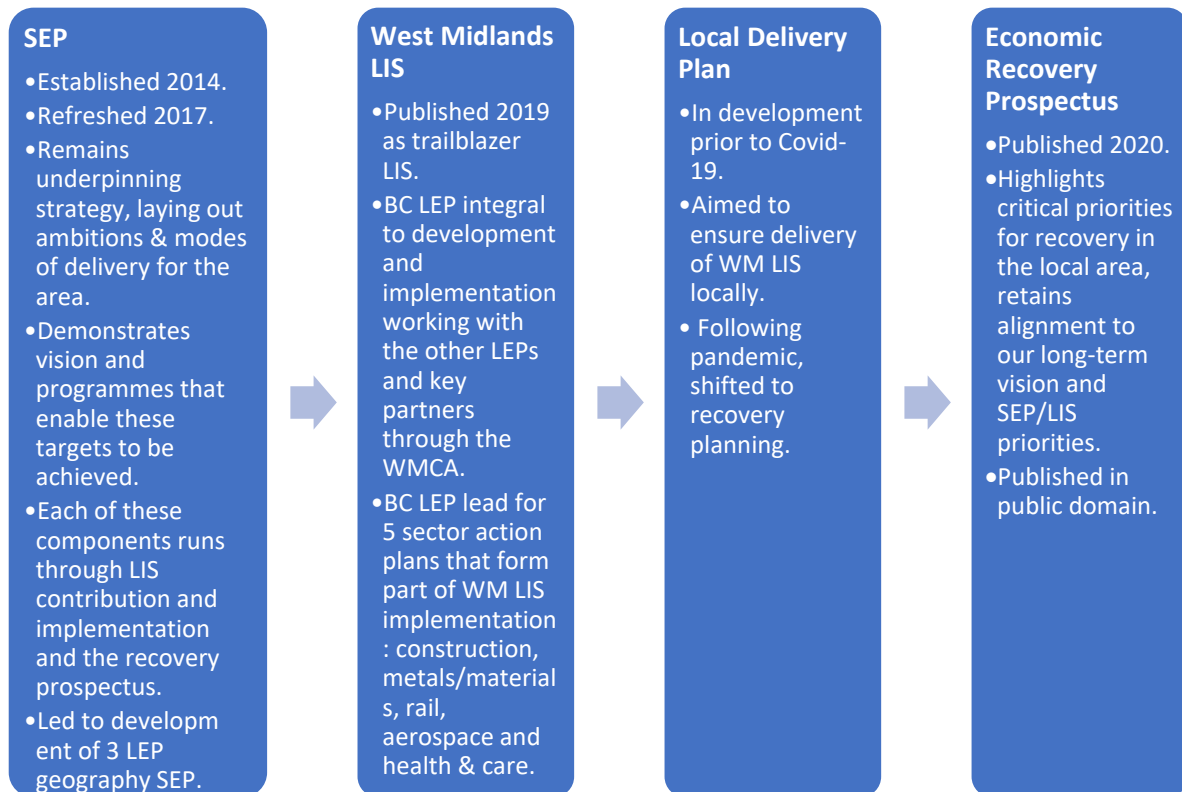 SEP
•Established 2014.
•Refreshed 2017.
•Remains
underpinning
strategy, laying out
ambitions & modes
of delivery for the
area.
•Demonstrates
vision and
programmes that
enable these
targets to be
achieved.
•Each of these
components runs
through LIS
contribution and
implementation
and the recovery
prospectus.
•Led to developm
ent of 3 LEP
geography SEP.
West Midlands
LIS
•Published 2019
as trailblazer
LIS.
•BC LEP integral
to development
and
implementation
working with
the other LEPs
and key
partners
through the
WMCA.
•BC LEP lead for
5 sector action
plans that form
part of WM LIS
implementation
: construction,
metals/material
s, rail,
aerospace and
health & care.
Local Delivery
Plan
•In development
prior to Covid-
19.
•Aimed to
ensure delivery
of WM LIS
locally.
• Following
pandemic,
shifted to
recovery
planning.
Economic
Recovery
Prospectus
•Published 2020.
•Highlights
critical priorities
for recovery in
the local area,
retains
alignment to
our long-term
vision and
SEP/LIS
priorities.
•Published in
public domain.